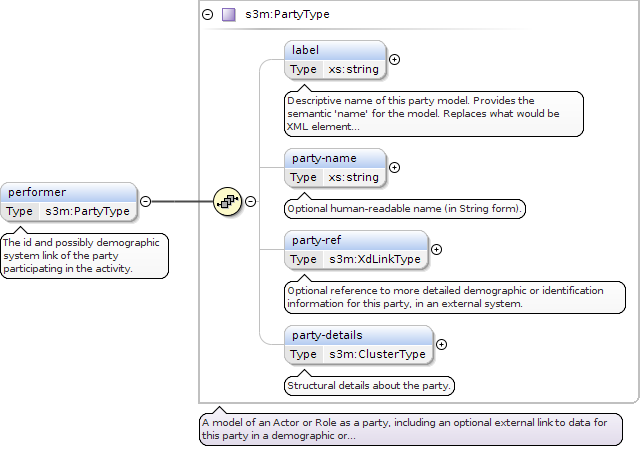 s3m:PartyType
label
Type xs:string
Descriptive name of this party model. Provides the
semantic 'name' for the model. Replaces what would be
XML element...
party-name
Type xs:string
Optional human-readable name (in String form).
performer
Type s3m:PartyType
The id and possibly demographic
system link of the party
participating in the activity.
party-ref
Type s3m:XdLinkType
Optional reference to more detailed demographic or identification
information for this party, in an external system.
party-details
Type s3m:ClusterType
Structural details about the party.
A model of an Actor or Role as a party, including an optional external link to data for
this party in a demographic or...